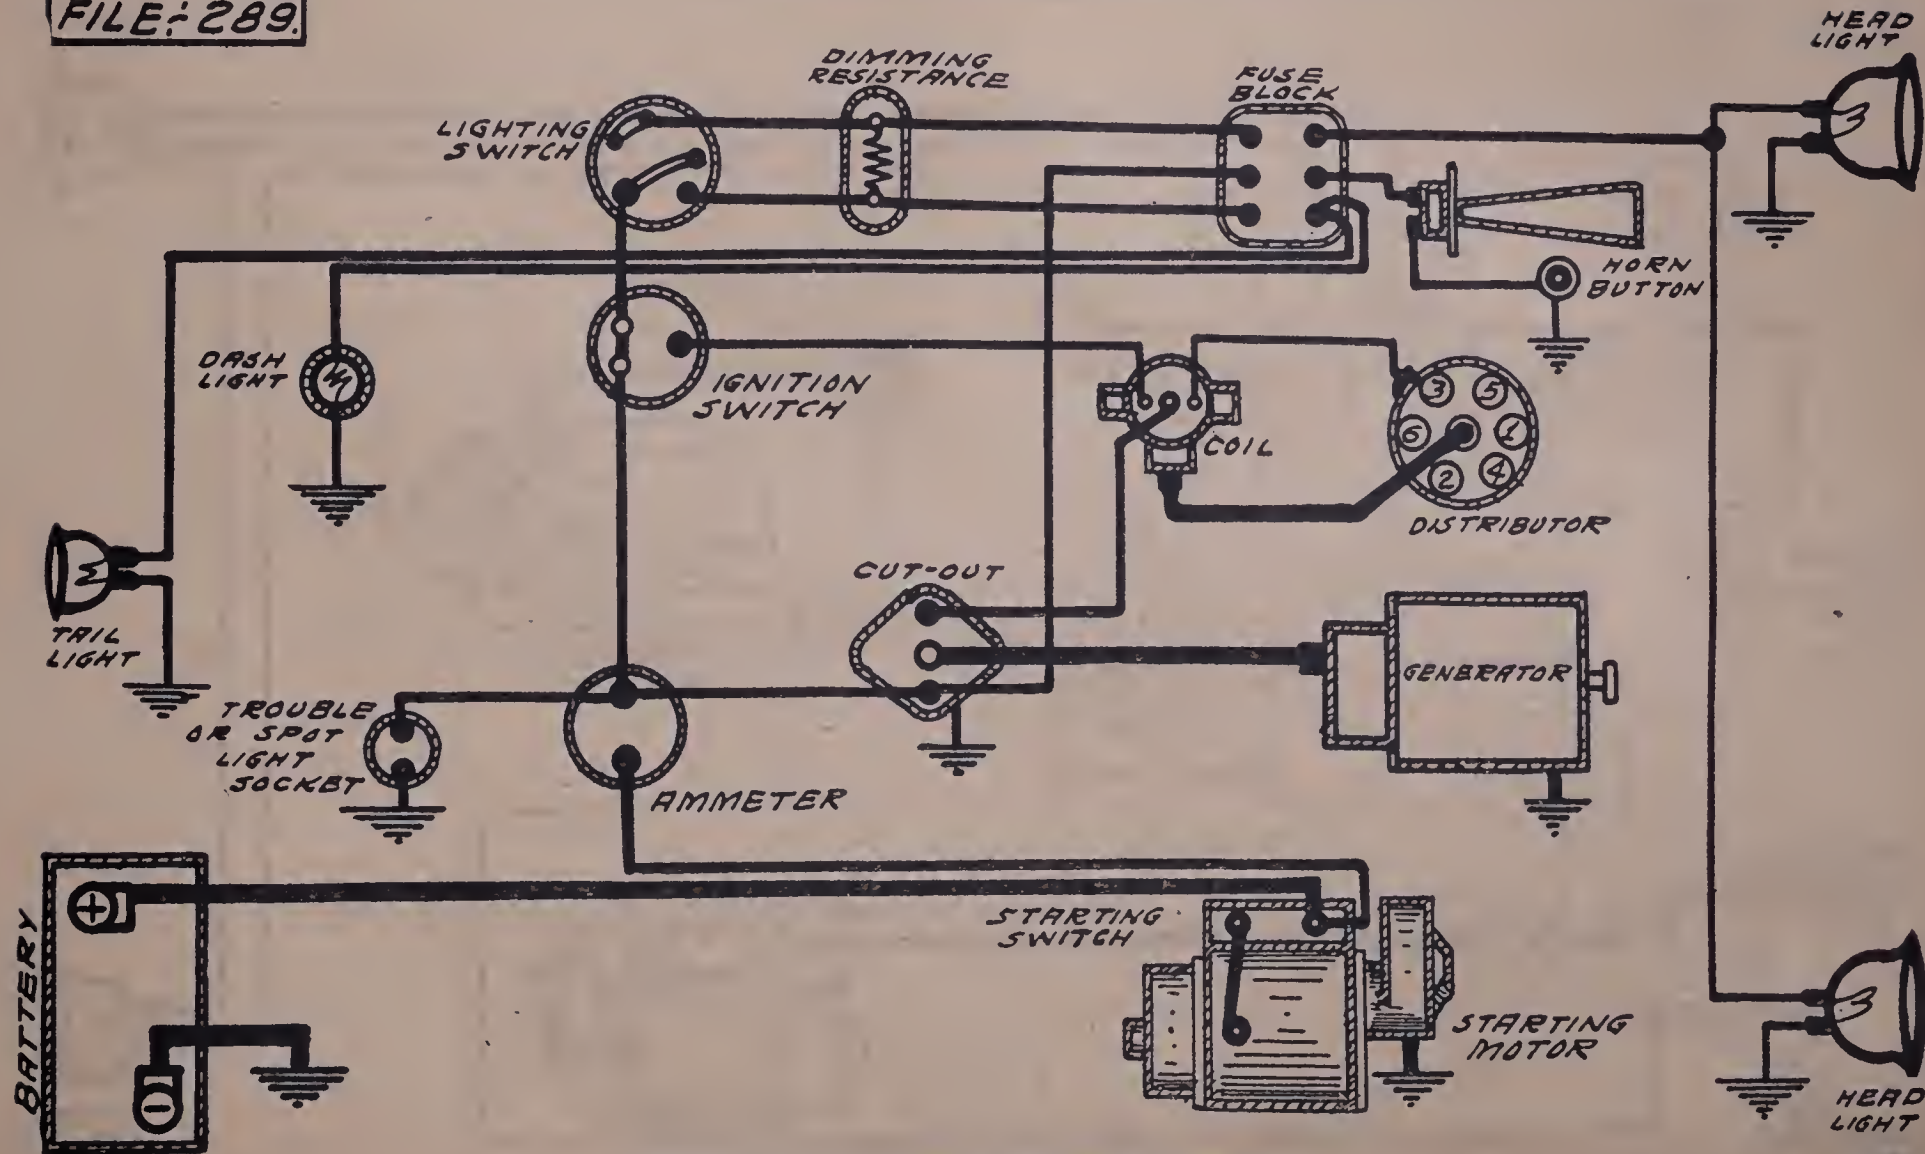 FILE:-289.
DIMMING
RESISTANCE
FUSE
BLOCK
HEAD
LIGHT
LIGHTING
SWITCH
HORN
BUTTON
DASH
LIGHT
IGNITION
SWITCH
COIL
3 5
6 1
2 4
DISTRIBUTOR
CUT-OUT
TAIL
LIGHT
GENERATOR
TROUBLE
OR SPOT
LIGHT
SOCKET
AMMETER
BATTERY
+
-
STARTING
SWITCH
STARTING
MOTOR
HEAD
LIGHT